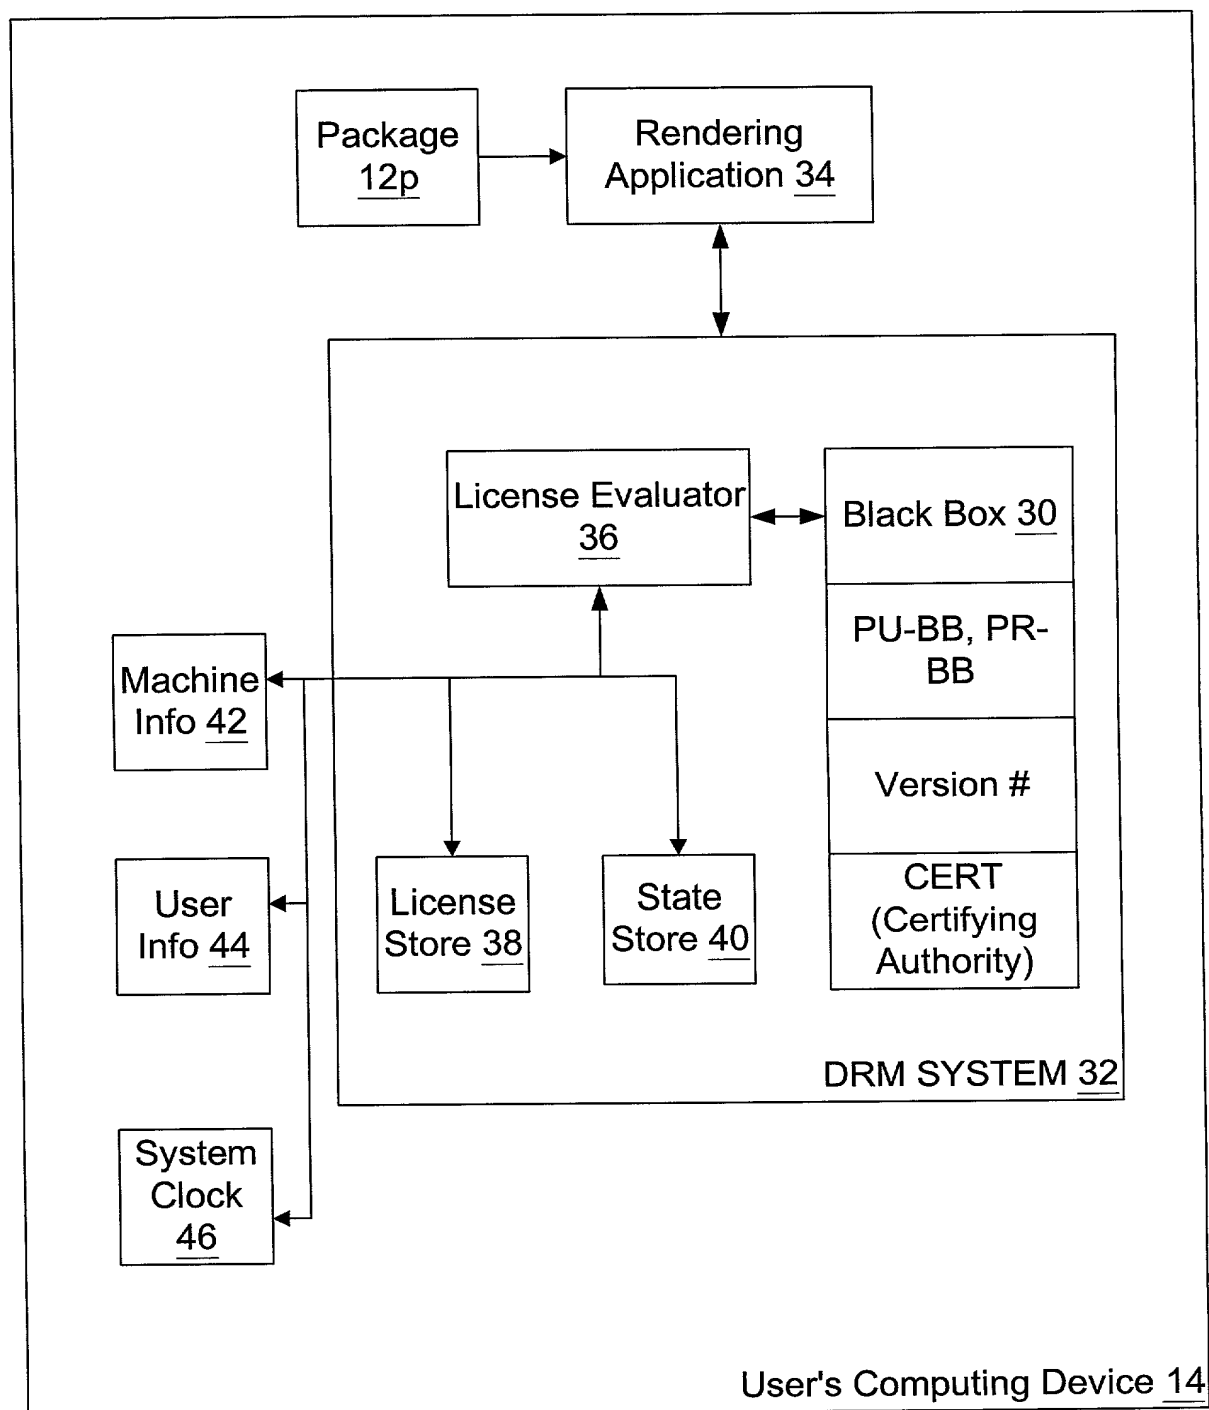 Package
12p
Rendering
Application 34
License Evaluator
36
Black Box 30
PU-BB, PR-
BB
Version #
CERT
(Certifying
Authority)
Machine
Info 42
User
Info 44
System
Clock
46
License
Store 38
State
Store 40
DRM SYSTEM 32
User's Computing Device 14